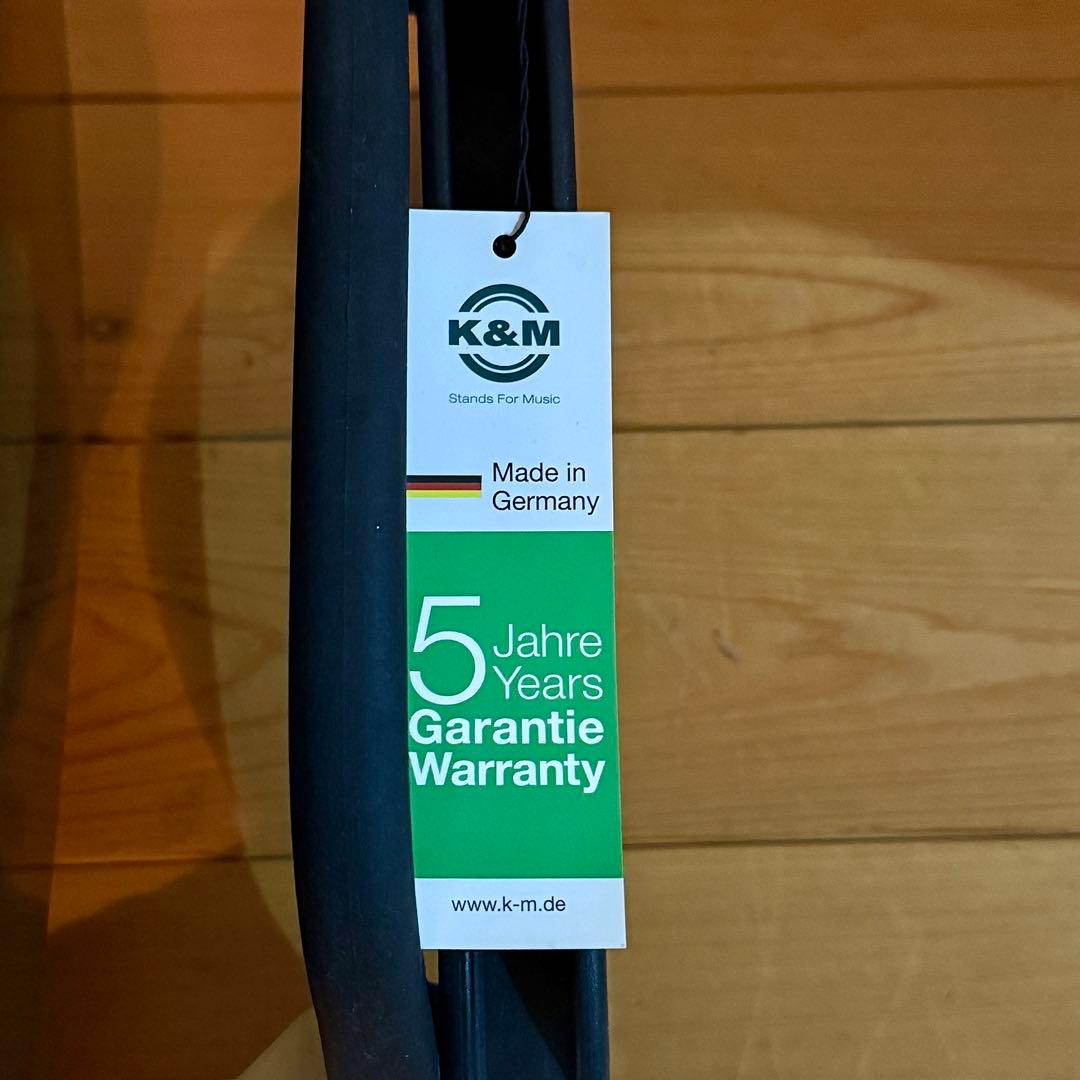 K&M
Stands For Music
Made in
Germany
5 Jahre
Years
Garantie
Warranty
www.k-m.de